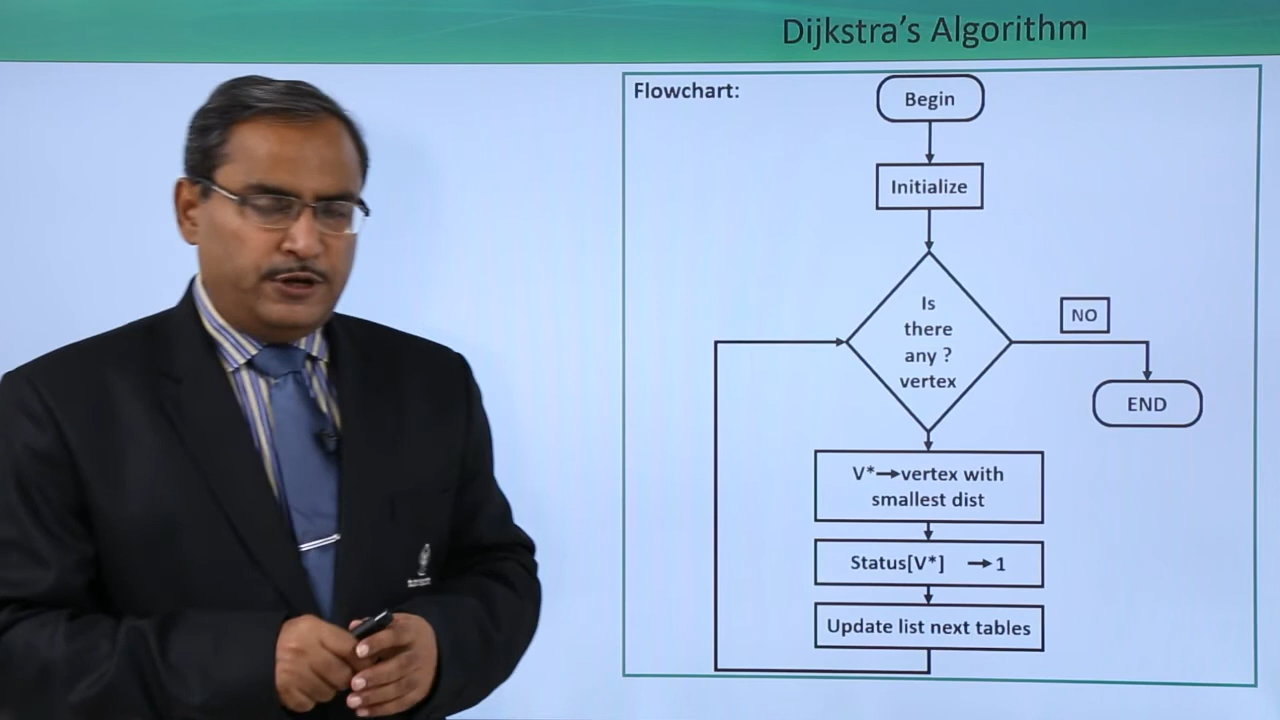 Dijkstra's Algorithm
Flowchart:
Begin
Initialize
Is
there
any ?
vertex
NO
END
V*→vertex with
smallest dist
Status[V*] →1
Update list next tables